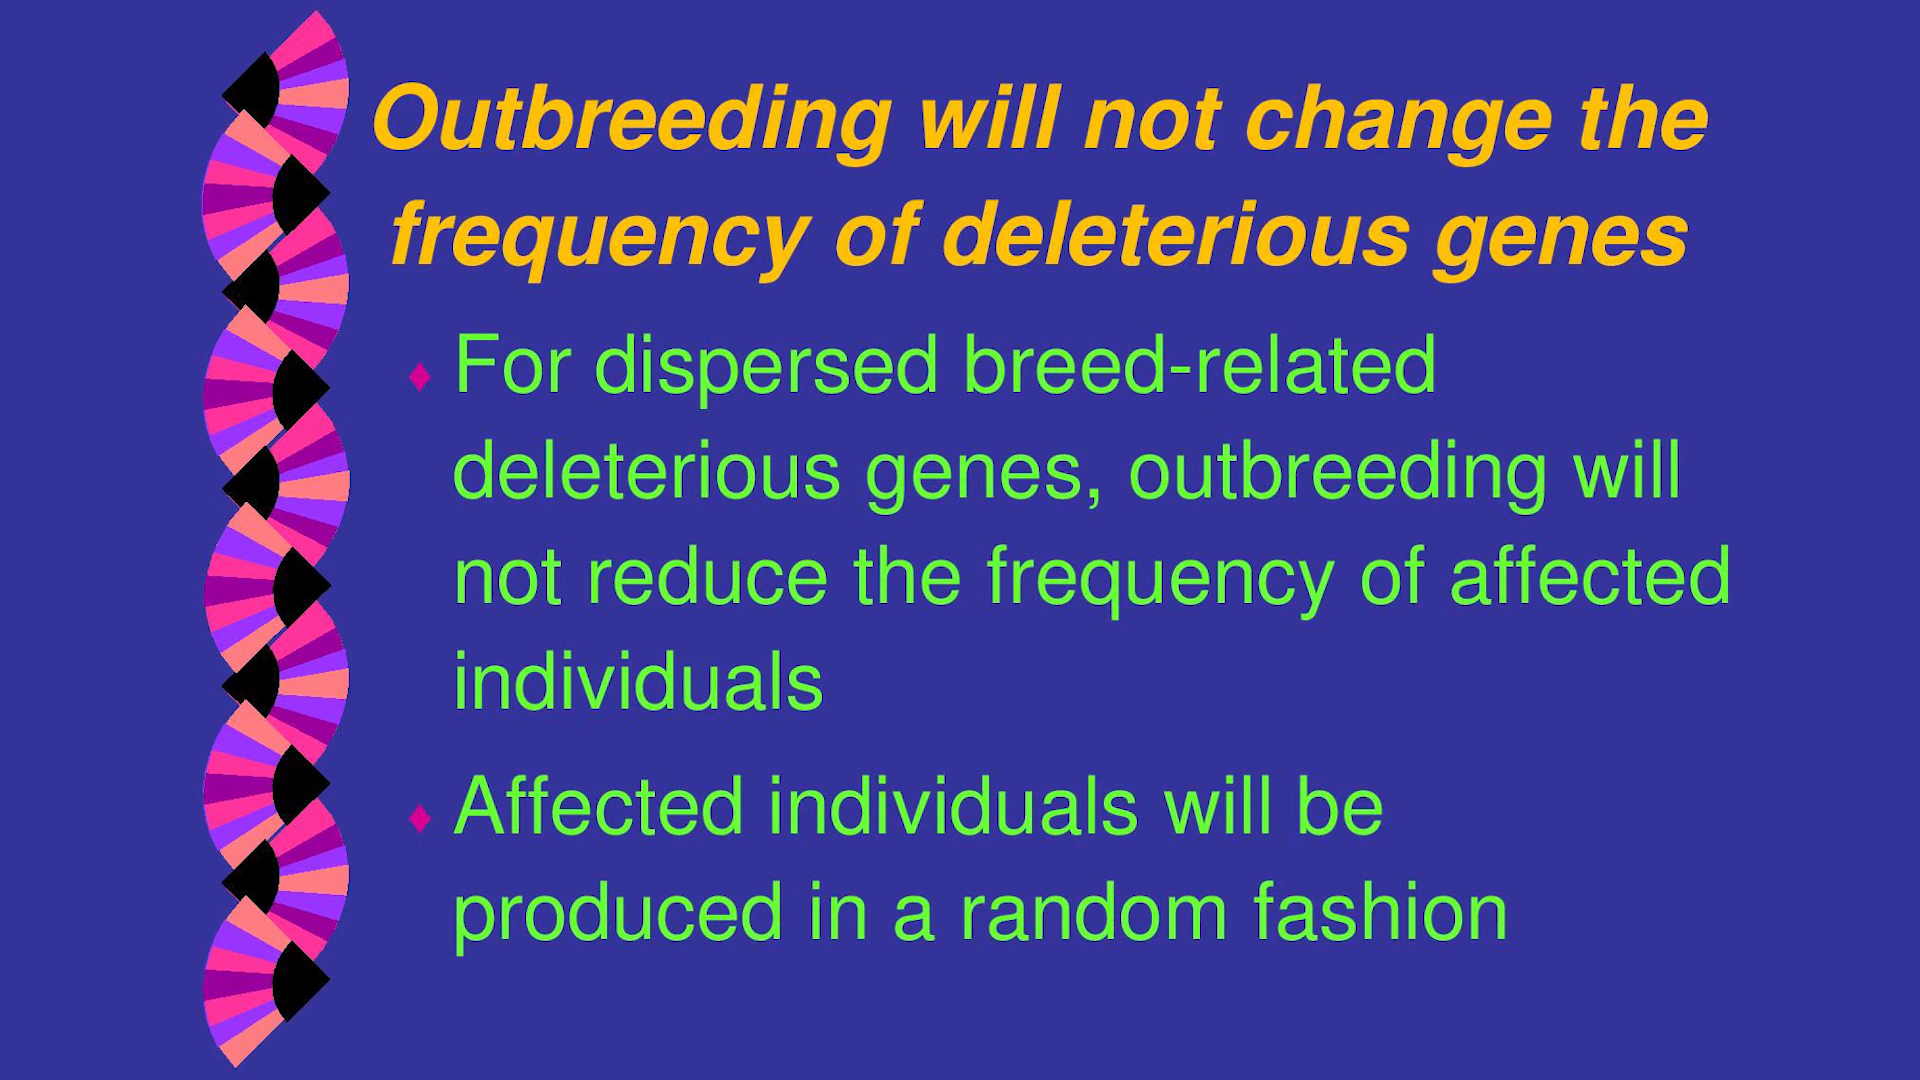 Outbreeding will not change the
frequency of deleterious genes
For dispersed breed-related
deleterious genes, outbreeding will
not reduce the frequency of affected
individuals
Affected individuals will be
produced in a random fashion